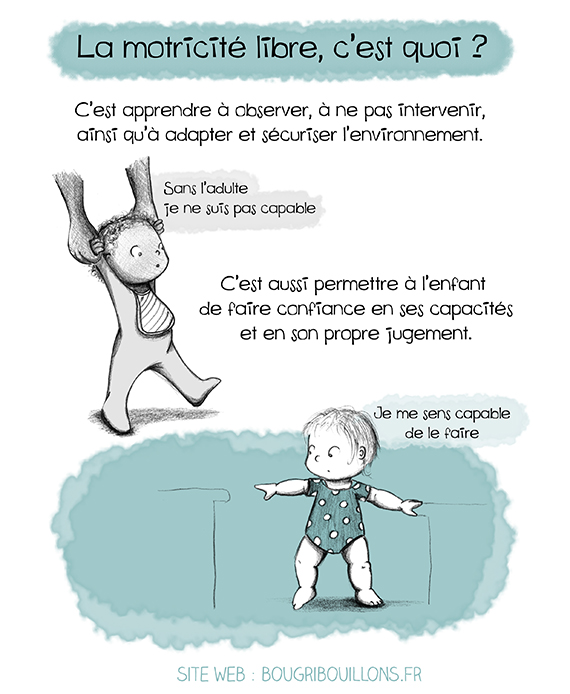 La motricité libre, c'est quoi ?
C'est apprendre à observer, à ne pas intervenir,
ainsi qu'à adapter et sécuriser l'environnement.
Sans l'adulte
je ne suis pas capable
C'est aussi permettre à l'enfant
de faire confiance en ses capacités
et en son propre jugement.
Je me sens capable
de le faire
SITE WEB : BOUGRIBOUILLONS.FR